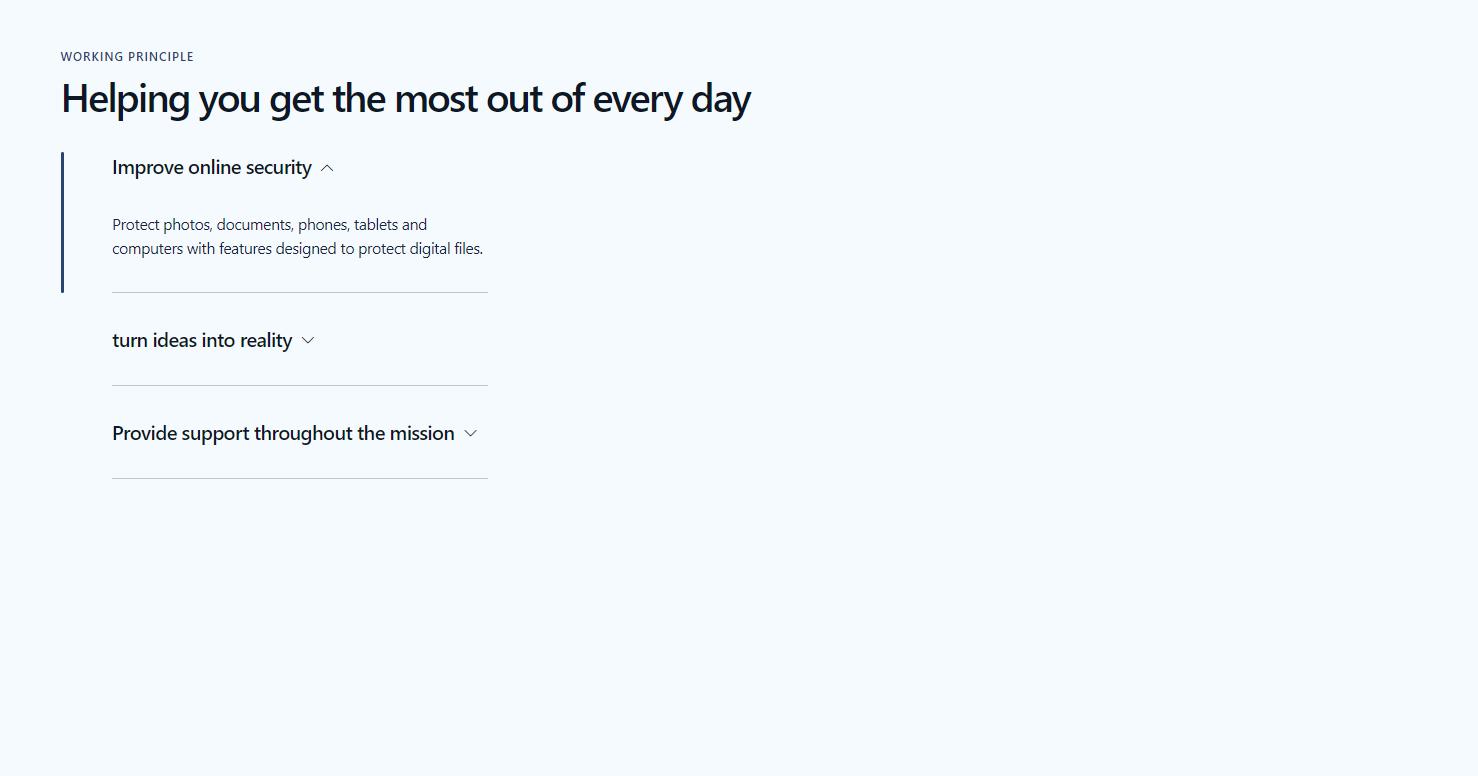 WORKING PRINCIPLE
Helping you get the most out of every day
Improve online security
Protect photos, documents, phones, tablets and
computers with features designed to protect digital files.
turn ideas into reality
Provide support throughout the mission